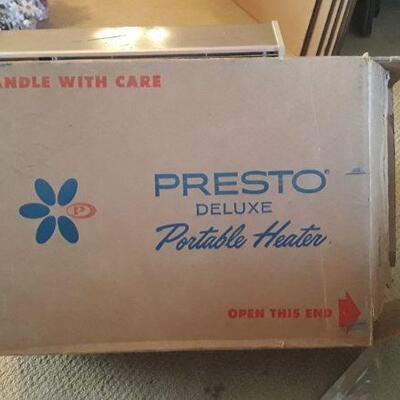 ANDLE WITH CARE
PRESTO®
DELUXE
Portable Heater
P
OPEN THIS END